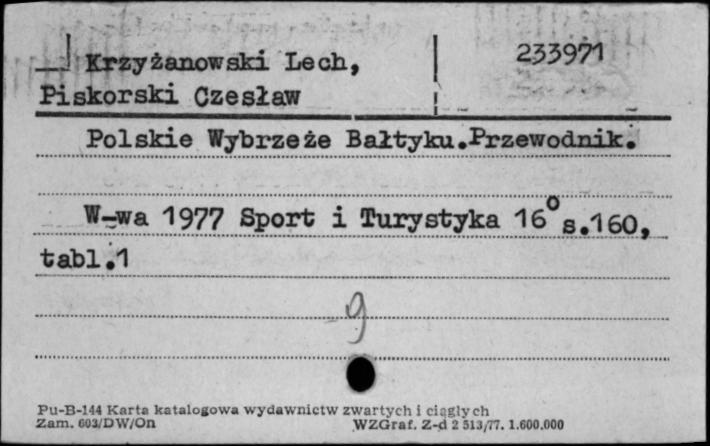 Krzyżanowski Lech, 233971
Piskorski Czesław
Polskie Wybrzeże Bałtyku.Przewodnik.
W-wa 1977 Sport i Turystyka 16° s.160,
tabl.1
9
Pu-B-144 Karta katalogowa wydawnictw zwartych i ciągłych
Zam. 603/DW/On WZGraf. Z-d 2 513/77. 1.600.000